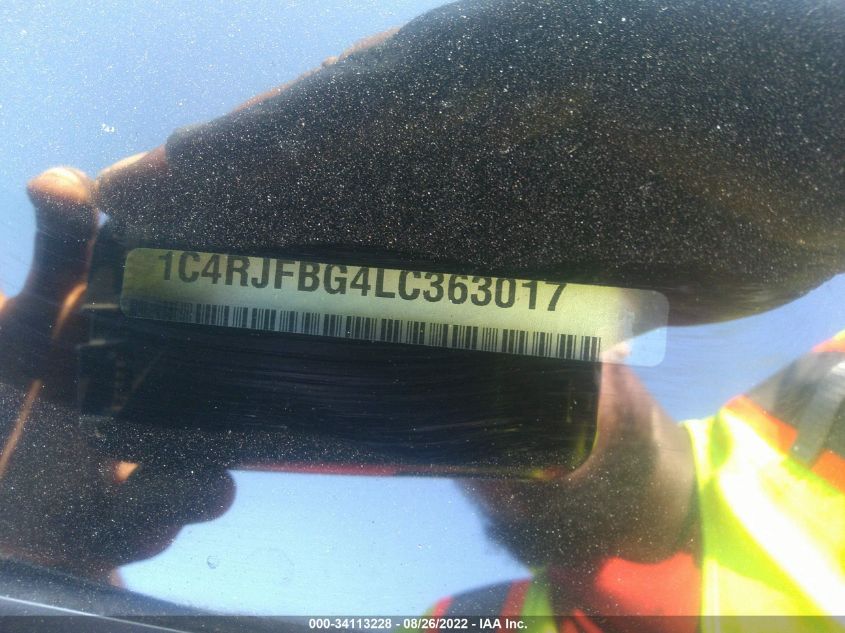 1C4RJFBG4LC363017
000-34113228 - 08/26/2022 - IAA Inc.